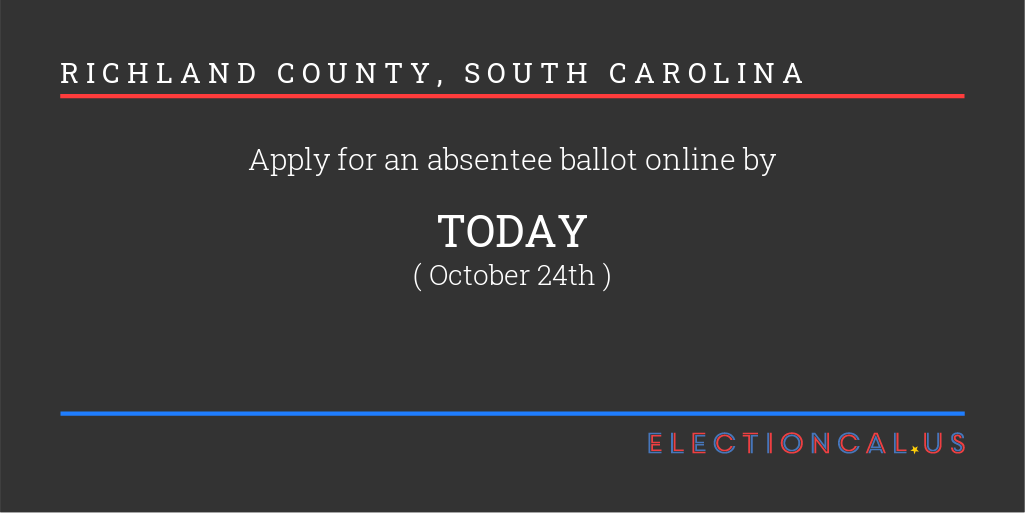 RICHLAND COUNTY, SOUTH CAROLINA
Apply for an absentee ballot online by
TODAY
( October 24th )
ELECTIONCAL.US